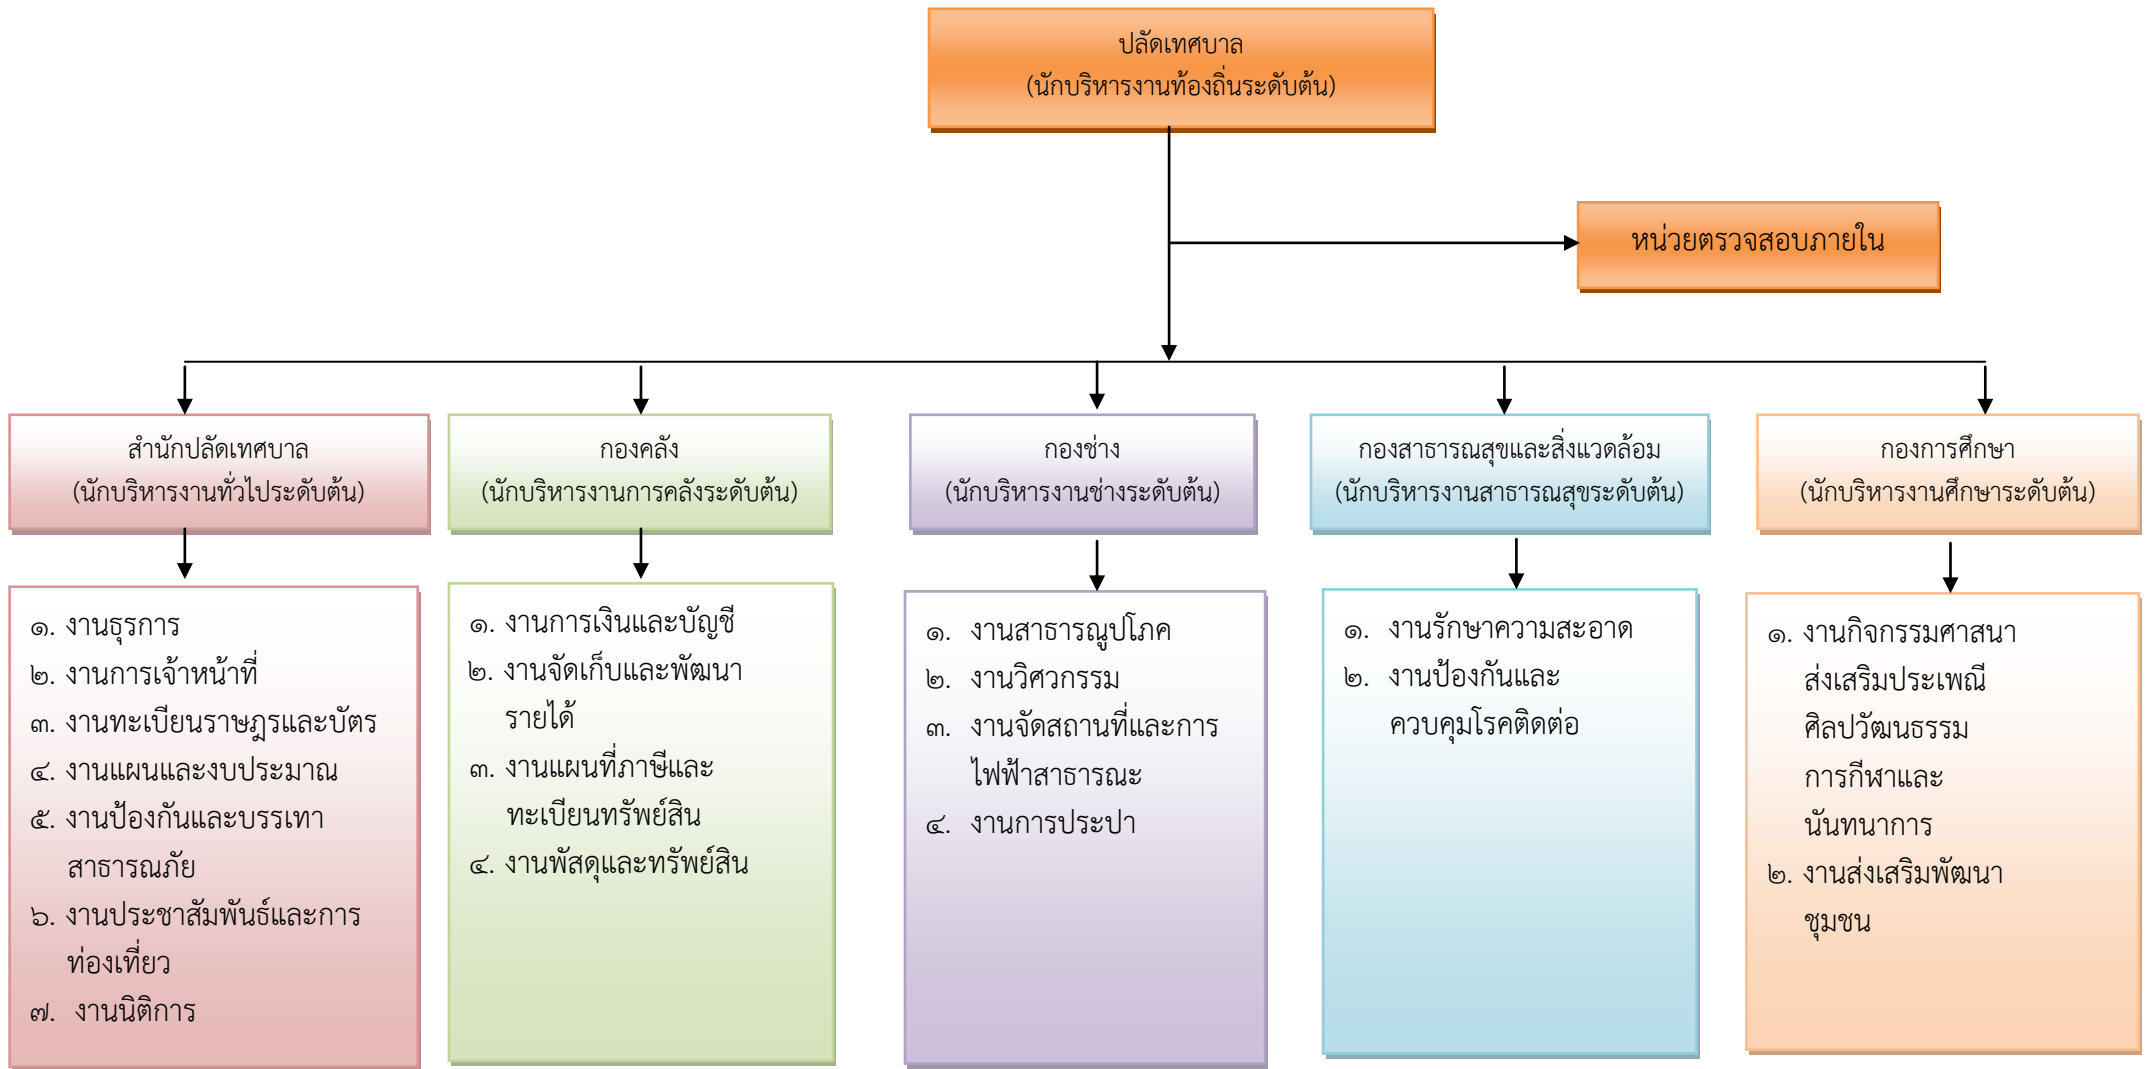 ปลัดเทศบาล
(นักบริหารงานท้องถิ่นระดับต้น)
หน่วยตรวจสอบภายใน
สำนักปลัดเทศบาล
(นักบริหารงานทั่วไประดับต้น)
กองคลัง
(นักบริหารงานการคลังระดับต้น)
กองช่าง
(นักบริหารงานช่างระดับต้น)
กองสาธารณสุขและสิ่งแวดล้อม
(นักบริหารงานสาธารณสุขระดับต้น)
กองการศึกษา
(นักบริหารงานศึกษาระดับต้น)
๑. งานธุรการ
๒. งานการเจ้าหน้าที่
๓. งานทะเบียนราษฎรและบัตร
๔. งานแผนและงบประมาณ
๕. งานป้องกันและบรรเทา
สาธารณภัย
๖. งานประชาสัมพันธ์และการ
ท่องเที่ยว
๗. งานนิติการ
๑. งานการเงินและบัญชี
๒. งานจัดเก็บและพัฒนา
รายได้
๓. งานแผนที่ภาษีและ
ทะเบียนทรัพย์สิน
๔. งานพัสดุและทรัพย์สิน
๑. งานสาธารณูปโภค
๒. งานวิศวกรรม
๓. งานจัดสถานที่และการ
ไฟฟ้าสาธารณะ
๔. งานการประปา
๑. งานรักษาความสะอาด
๒. งานป้องกันและ
ควบคุมโรคติดต่อ
๑. งานกิจกรรมศาสนา
ส่งเสริมประเพณี
ศิลปวัฒนธรรม
การกีฬาและ
นันทนาการ
๒. งานส่งเสริมพัฒนา
ชุมชน